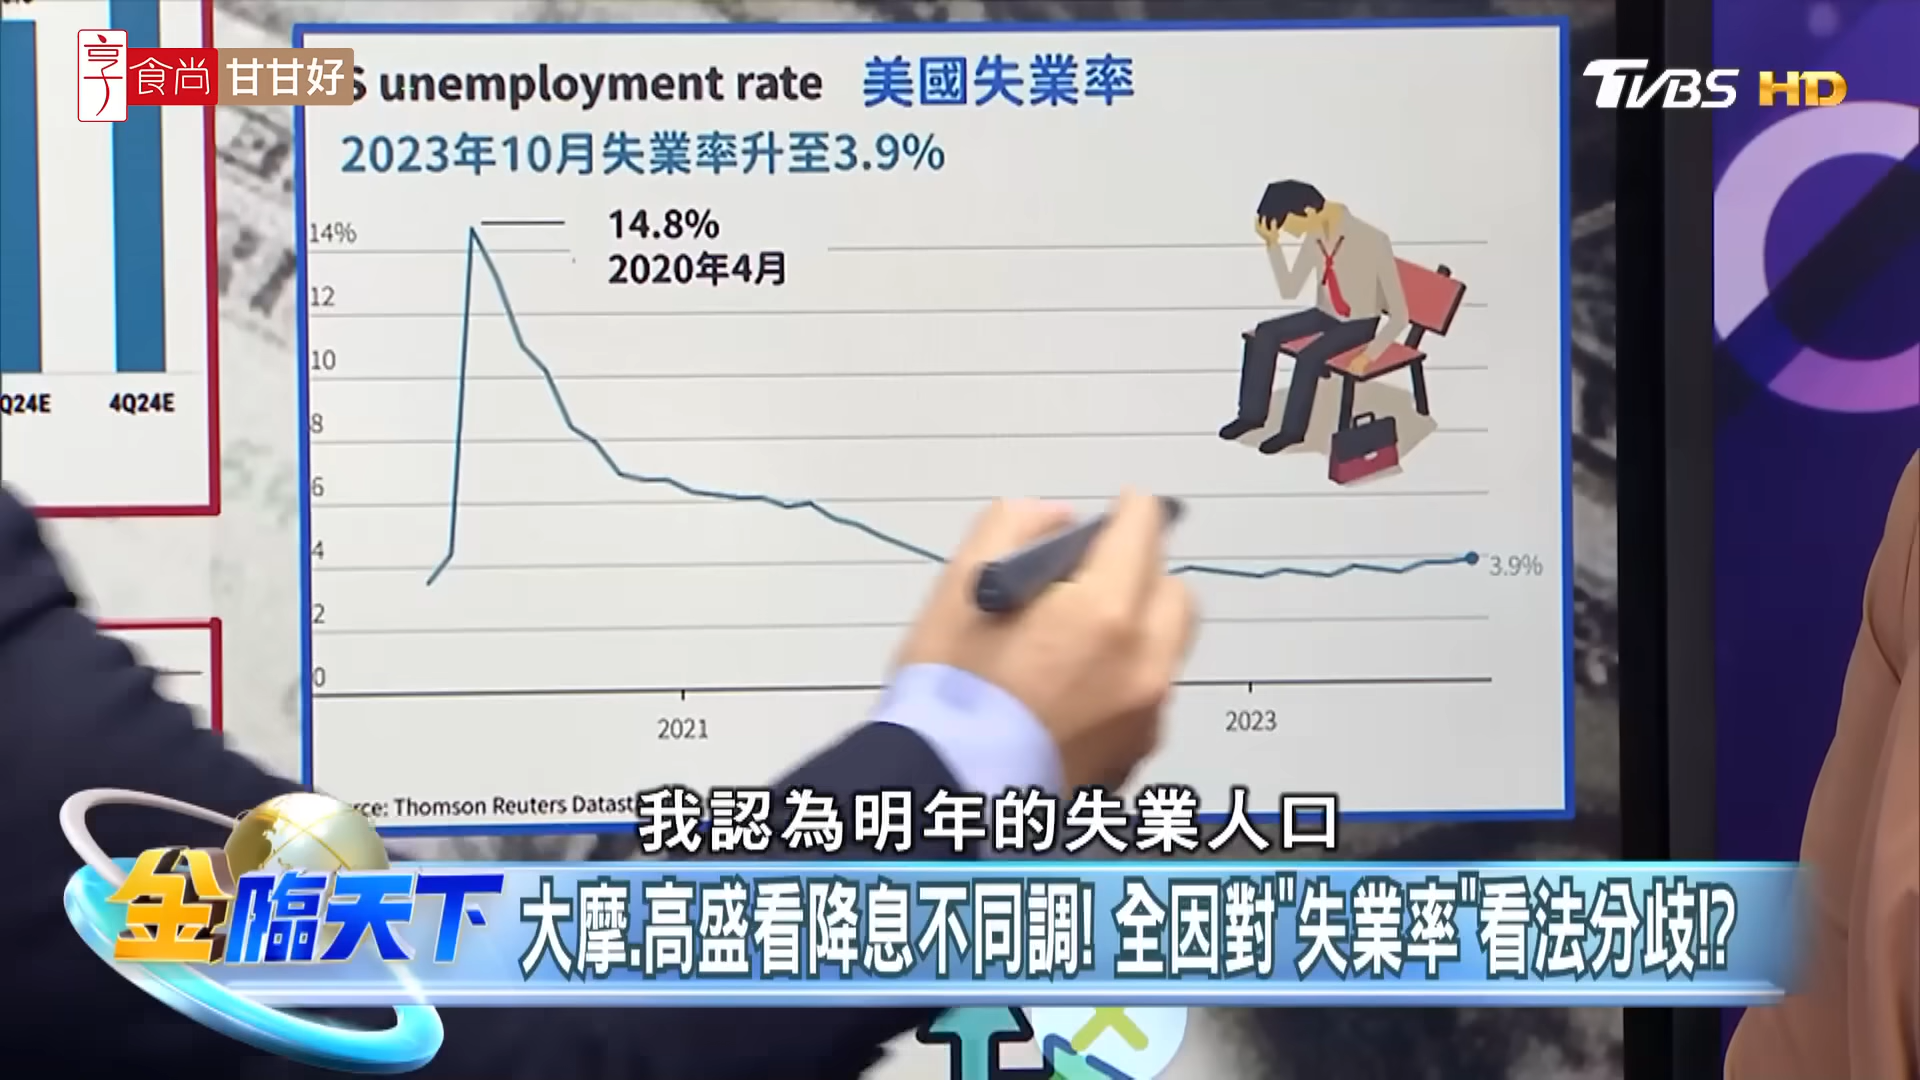 享
食尚
甘甘好
TVBS HD
S unemployment rate 美國失業率
2023年10月失業率升至3.9%
14.8%
2020年4月
14%
12
10
8
6
4
2
0
3.9%
2021
2023
Q24E
4Q24E
rce: Thomson Reuters Datast
我認為明年的失業人口
金臨天下
大摩.高盛看降息不同調! 全因對"失業率"看法分歧!?